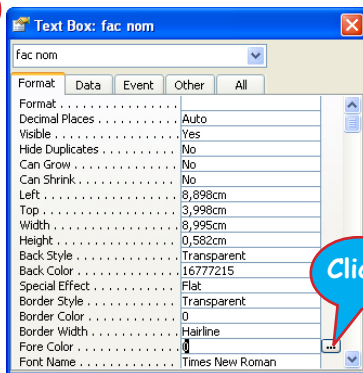 Text Box: fac nom
fac nom
Format Data Event Other All
Format . . . . . . . . . . . . . . . .
Decimal Places . . . . . . . . . Auto
Visible . . . . . . . . . . . . . . . . Yes
Hide Duplicates . . . . . . . . . No
Can Grow . . . . . . . . . . . . . No
Can Shrink . . . . . . . . . . . . . No
Left . . . . . . . . . . . . . . . . . . 8,898cm
Top . . . . . . . . . . . . . . . . . . 3,998cm
Width . . . . . . . . . . . . . . . . 8,995cm
Height . . . . . . . . . . . . . . . . 0,582cm
Back Style . . . . . . . . . . . . . Transparent
Back Color . . . . . . . . . . . . . 16777215
Special Effect . . . . . . . . . . Flat
Border Style . . . . . . . . . . . Transparent
Border Color . . . . . . . . . . . 0
Border Width . . . . . . . . . . . Hairline
Fore Color . . . . . . . . . . . . . 0 ...
Font Name . . . . . . . . . . . . . Times New Roman
Clic